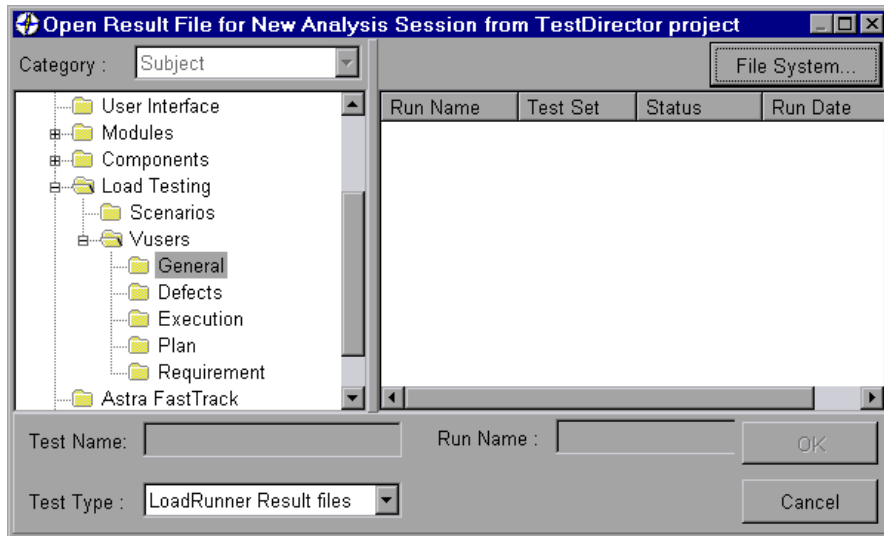 Open Result File for New Analysis Session from TestDirector project
Category :
Subject
File System...
User Interface
Modules
Components
Load Testing
Scenarios
Vusers
General
Defects
Execution
Plan
Requirement
Astra FastTrack
Run Name
Test Set
Status
Run Date
Test Name:
Run Name :
OK
Test Type :
LoadRunner Result files
Cancel